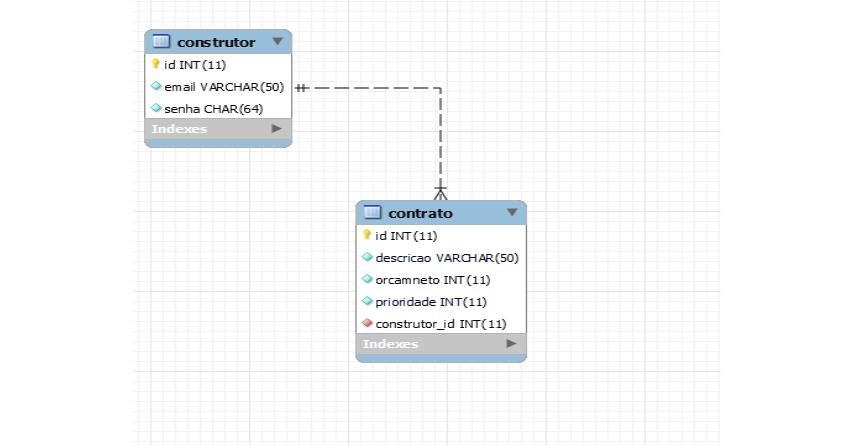 construtor
id INT(11)
email VARCHAR(50)
senha CHAR(64)
Indexes
contrato
id INT(11)
descricao VARCHAR(50)
orcamneto INT(11)
prioridade INT(11)
construtor_id INT(11)
Indexes